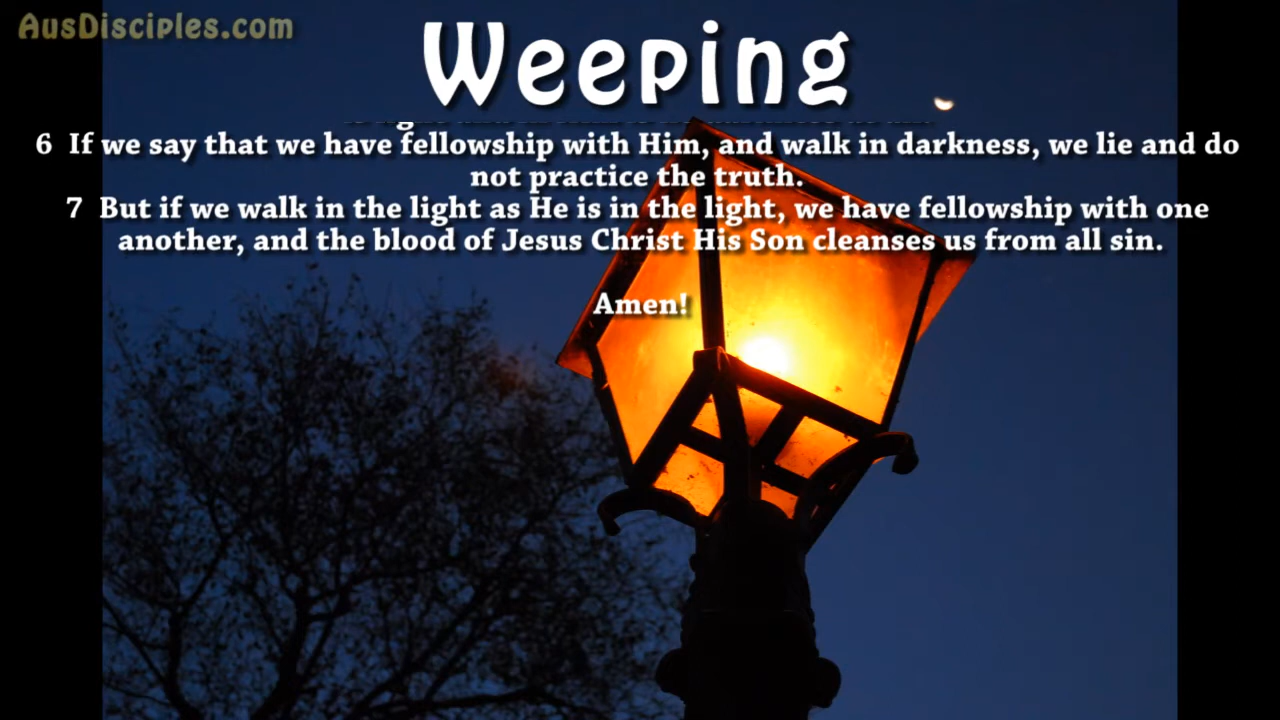 AusDisciples.com
Weeping
6 If we say that we have fellowship with Him, and walk in darkness, we lie and do
not practice the truth.
7 But if we walk in the light as He is in the light, we have fellowship with one
another, and the blood of Jesus Christ His Son cleanses us from all sin.
Amen!